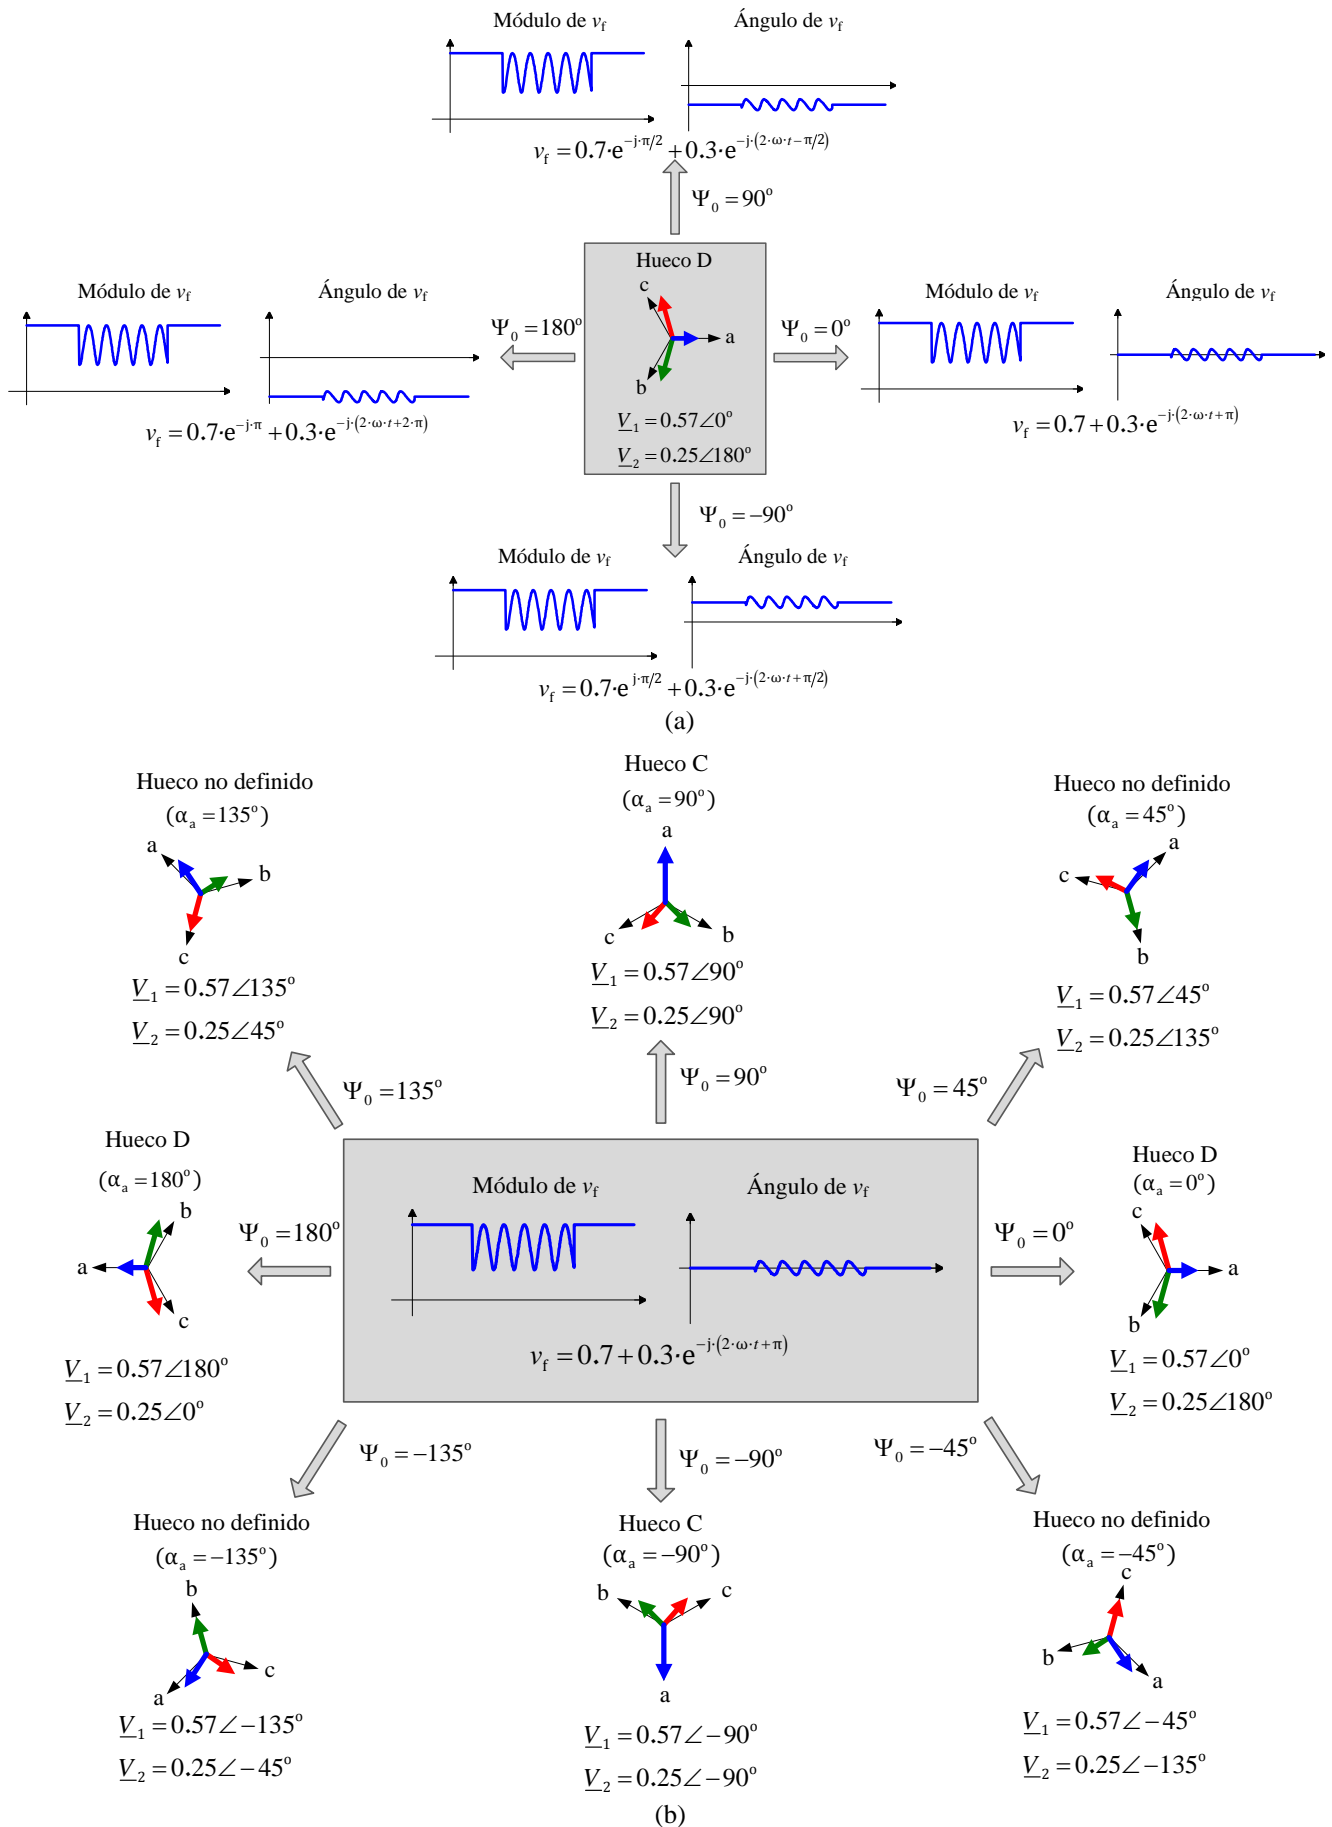 Módulo de vf
Ángulo de vf
vf = 0.7·e^(−j·π/2) + 0.3·e^(−j·(2·ω·t−π/2))
Ψ0 = 90º
Hueco D
c
a
b
V1 = 0.57∠0º
V2 = 0.25∠180º
Ψ0 = 180º
Módulo de vf
Ángulo de vf
vf = 0.7·e^(−j·π) + 0.3·e^(−j·(2·ω·t+2·π))
Ψ0 = 0º
Módulo de vf
Ángulo de vf
vf = 0.7 + 0.3·e^(−j·(2·ω·t+π))
Ψ0 = −90º
Módulo de vf
Ángulo de vf
vf = 0.7·e^(j·π/2) + 0.3·e^(−j·(2·ω·t+π/2))
(a)
Hueco no definido
(αa = 135º)
a
b
c
V1 = 0.57∠135º
V2 = 0.25∠45º
Ψ0 = 135º
Hueco C
(αa = 90º)
a
c
b
V1 = 0.57∠90º
V2 = 0.25∠90º
Ψ0 = 90º
Hueco no definido
(αa = 45º)
a
c
b
V1 = 0.57∠45º
V2 = 0.25∠135º
Ψ0 = 45º
Hueco D
(αa = 180º)
b
a
c
V1 = 0.57∠180º
V2 = 0.25∠0º
Ψ0 = 180º
Módulo de vf
Ángulo de vf
vf = 0.7 + 0.3·e^(−j·(2·ω·t+π))
Ψ0 = 0º
Hueco D
(αa = 0º)
c
a
b
V1 = 0.57∠0º
V2 = 0.25∠180º
Ψ0 = −135º
Hueco no definido
(αa = −135º)
b
c
a
V1 = 0.57∠−135º
V2 = 0.25∠−45º
Ψ0 = −90º
Hueco C
(αa = −90º)
b
c
a
V1 = 0.57∠−90º
V2 = 0.25∠−90º
Ψ0 = −45º
Hueco no definido
(αa = −45º)
c
b
a
V1 = 0.57∠−45º
V2 = 0.25∠−135º
(b)